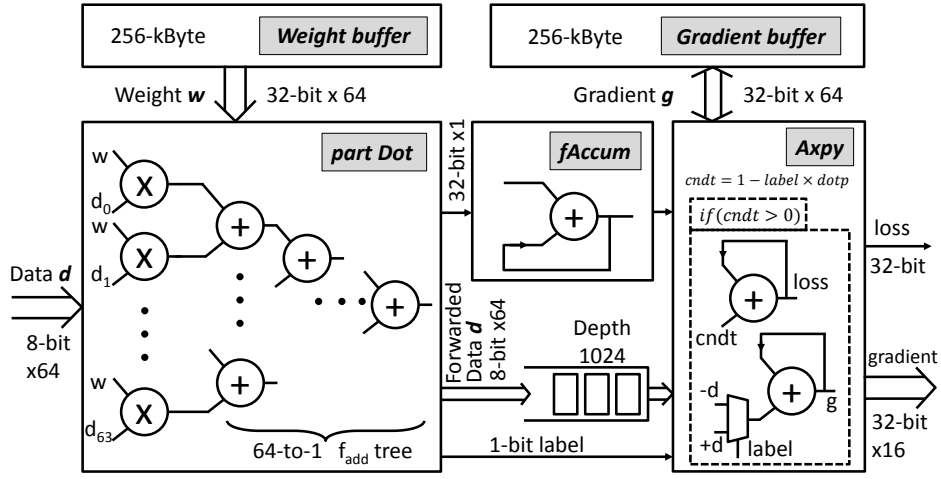 256-kByte Weight buffer
256-kByte Gradient buffer
Weight w 32-bit x 64
Gradient g 32-bit x 64
part Dot
32-bit x1
fAccum
Axpy
cndt = 1 − label × dotp
if(cndt > 0)
w
d0
X
+
w
d1
X
+
+
+
Data d
8-bit
x64
w
d63
X
+
64-to-1 fadd tree
Forwarded
Data d
8-bit x64
Depth
1024
1-bit label
+
loss
cndt
+
-d
+d
g
label
loss
32-bit
gradient
32-bit
x16